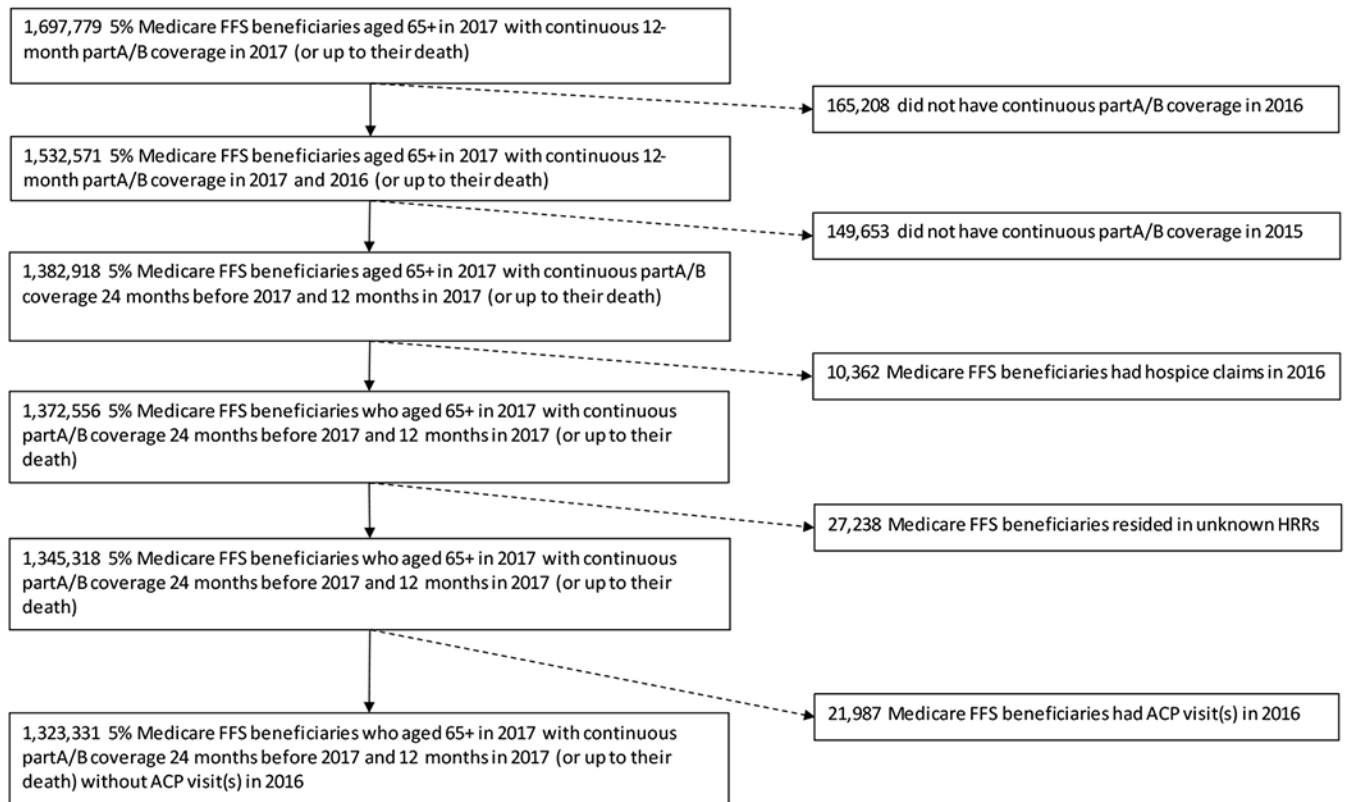 1,697,779 5% Medicare FFS beneficiaries aged 65+ in 2017 with continuous 12-
month partA/B coverage in 2017 (or up to their death)
165,208 did not have continuous partA/B coverage in 2016
1,532,571 5% Medicare FFS beneficiaries aged 65+ in 2017 with continuous 12-
month partA/B coverage in 2017 and 2016 (or up to their death)
149,653 did not have continuous partA/B coverage in 2015
1,382,918 5% Medicare FFS beneficiaries aged 65+ in 2017 with continuous partA/B
coverage 24 months before 2017 and 12 months in 2017 (or up to their death)
10,362 Medicare FFS beneficiaries had hospice claims in 2016
1,372,556 5% Medicare FFS beneficiaries who aged 65+ in 2017 with continuous
partA/B coverage 24 months before 2017 and 12 months in 2017 (or up to their
death)
27,238 Medicare FFS beneficiaries resided in unknown HRRs
1,345,318 5% Medicare FFS beneficiaries who aged 65+ in 2017 with continuous
partA/B coverage 24 months before 2017 and 12 months in 2017 (or up to their
death)
21,987 Medicare FFS beneficiaries had ACP visit(s) in 2016
1,323,331 5% Medicare FFS beneficiaries who aged 65+ in 2017 with continuous
partA/B coverage 24 months before 2017 and 12 months in 2017 (or up to their
death) without ACP visit(s) in 2016